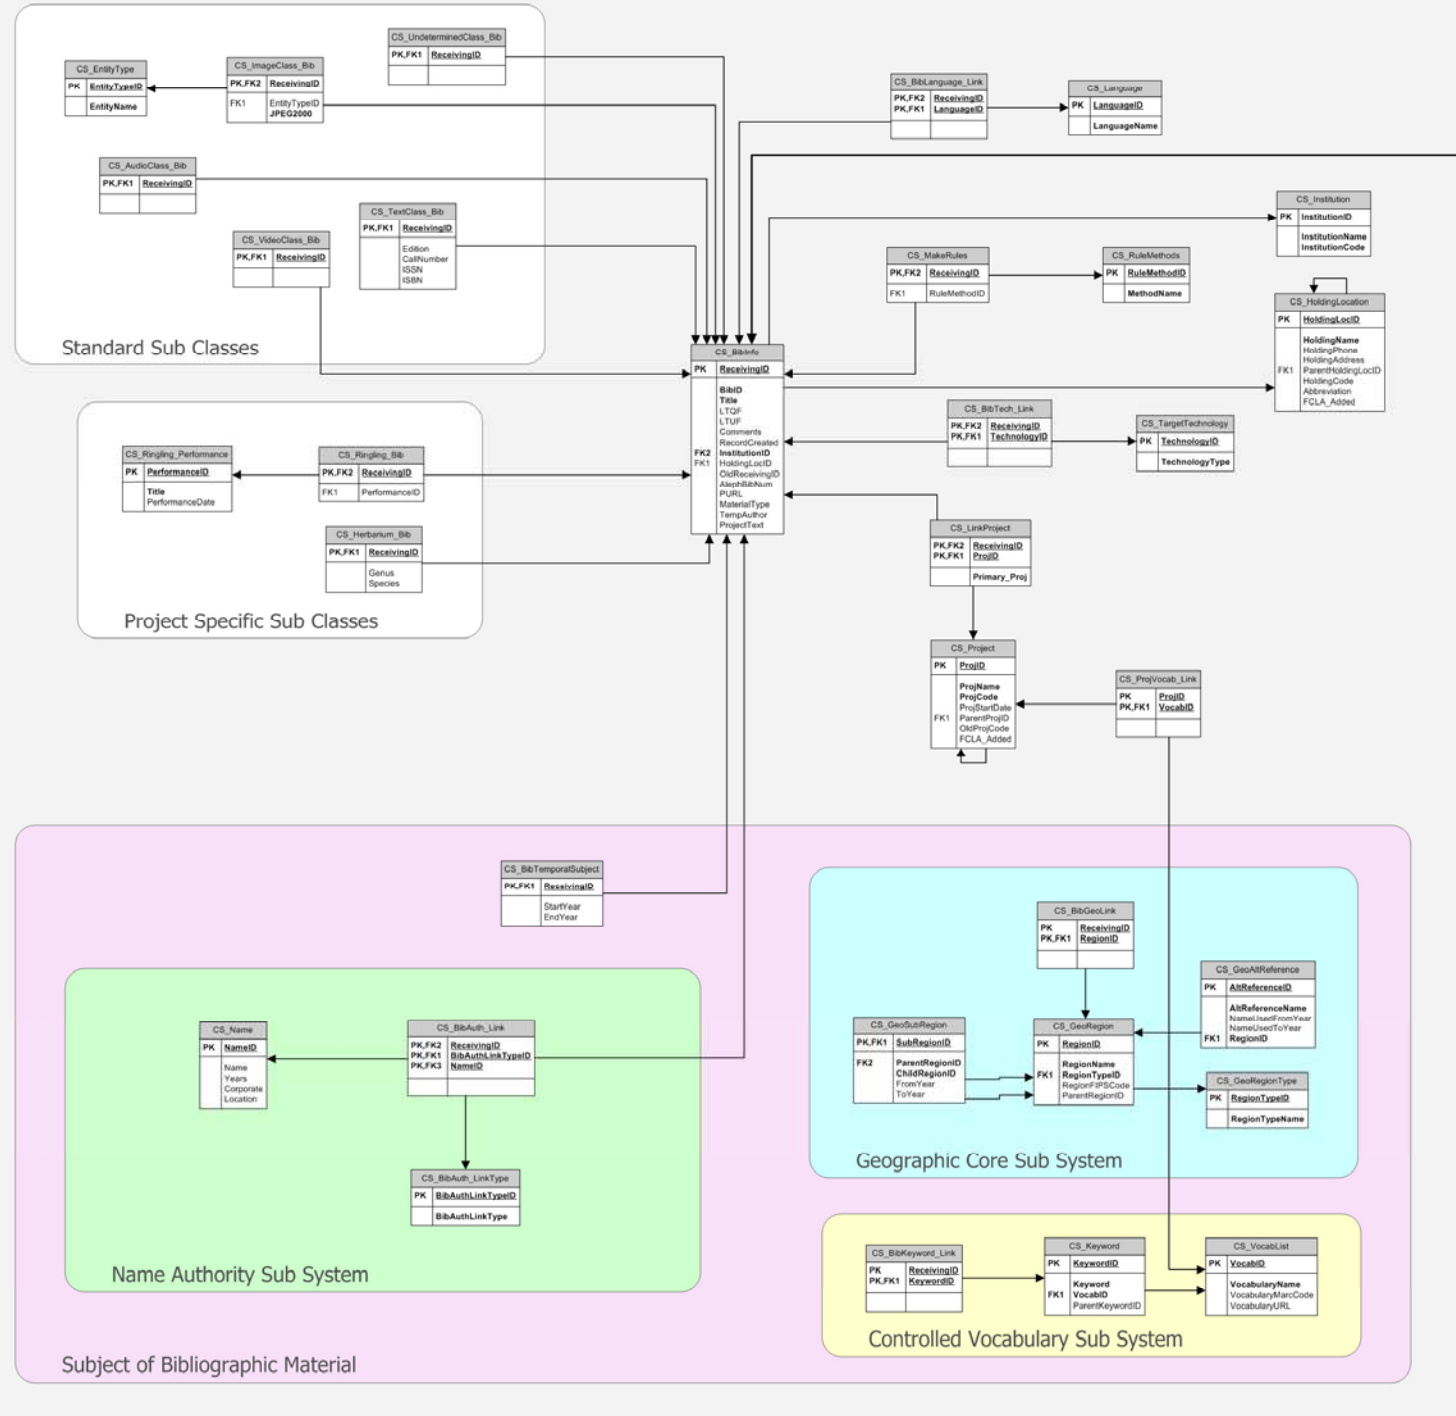 CS_UndeterminedClass_Bib
PK,FK1 ReceivingID
CS_EntityType
PK EntityTypeID
EntityName
CS_ImageClass_Bib
PK,FK2 ReceivingID
FK1 EntityTypeID
JPEG2000
CS_AudioClass_Bib
PK,FK1 ReceivingID
CS_TextClass_Bib
PK,FK1 ReceivingID
Edition
CallNumber
ISSN
ISBN
CS_VideoClass_Bib
PK,FK1 ReceivingID
Standard Sub Classes
CS_BibLanguage_Link
PK,FK2 ReceivingID
PK,FK1 LanguageID
CS_Language
PK LanguageID
LanguageName
CS_Institution
PK InstitutionID
InstitutionName
InstitutionCode
CS_MakeRules
PK,FK2 ReceivingID
FK1 RuleMethodID
CS_RuleMethods
PK RuleMethodID
MethodName
CS_HoldingLocation
PK HoldingLocID
HoldingName
HoldingPhone
HoldingAddress
FK1 ParentHoldingLocID
HoldingCode
Abbreviation
FCLA_Added
CS_BibInfo
PK ReceivingID
BibID
Title
LTQF
LTUF
Comments
RecordCreated
FK2 InstitutionID
FK1 HoldingLocID
OldReceivingID
AlephBibNum
PURL
MaterialType
TempAuthor
ProjectText
CS_BibTech_Link
PK,FK2 ReceivingID
PK,FK1 TechnologyID
CS_TargetTechnology
PK TechnologyID
TechnologyType
CS_Ringling_Performance
PK PerformanceID
Title
PerformanceDate
CS_Ringling_Bib
PK,FK2 ReceivingID
FK1 PerformanceID
CS_Herbarium_Bib
PK,FK1 ReceivingID
Genus
Species
Project Specific Sub Classes
CS_LinkProject
PK,FK2 ReceivingID
PK,FK1 ProjID
Primary_Proj
CS_Project
PK ProjID
ProjName
ProjCode
ProjStartDate
FK1 ParentProjID
OldProjCode
FCLA_Added
CS_ProjVocab_Link
PK ProjID
PK,FK1 VocabID
CS_BibTemporalSubject
PK,FK1 ReceivingID
StartYear
EndYear
CS_BibGeoLink
PK ReceivingID
PK,FK1 RegionID
CS_GeoAltReference
PK AltReferenceID
AltReferenceName
NameUsedFromYear
NameUsedToYear
FK1 RegionID
CS_GeoSubRegion
PK,FK1 SubRegionID
FK2 ParentRegionID
ChildRegionID
FromYear
ToYear
CS_GeoRegion
PK RegionID
RegionName
FK1 RegionTypeID
RegionFIPSCode
ParentRegionID
CS_GeoRegionType
PK RegionTypeID
RegionTypeName
Geographic Core Sub System
CS_Name
PK NameID
Name
Years
Corporate
Location
CS_BibAuth_Link
PK,FK2 ReceivingID
PK,FK1 BibAuthLinkTypeID
PK,FK3 NameID
CS_BibAuth_LinkType
PK BibAuthLinkTypeID
BibAuthLinkType
Name Authority Sub System
CS_BibKeyword_Link
PK ReceivingID
PK,FK1 KeywordID
CS_Keyword
PK KeywordID
Keyword
FK1 VocabID
ParentKeywordID
CS_VocabList
PK VocabID
VocabularyName
VocabularyMarcCode
VocabularyURL
Controlled Vocabulary Sub System
Subject of Bibliographic Material